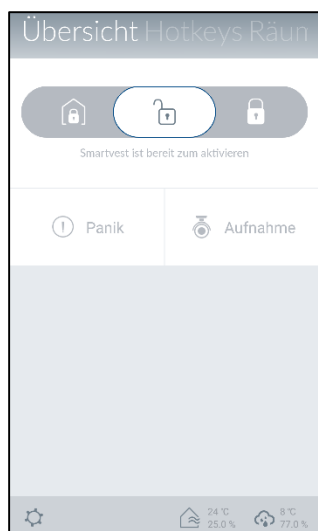 Übersicht Hotkeys Räun
Smartvest ist bereit zum aktivieren
Panik Aufnahme
24 °C 8 °C
25.0 % 77.0 %